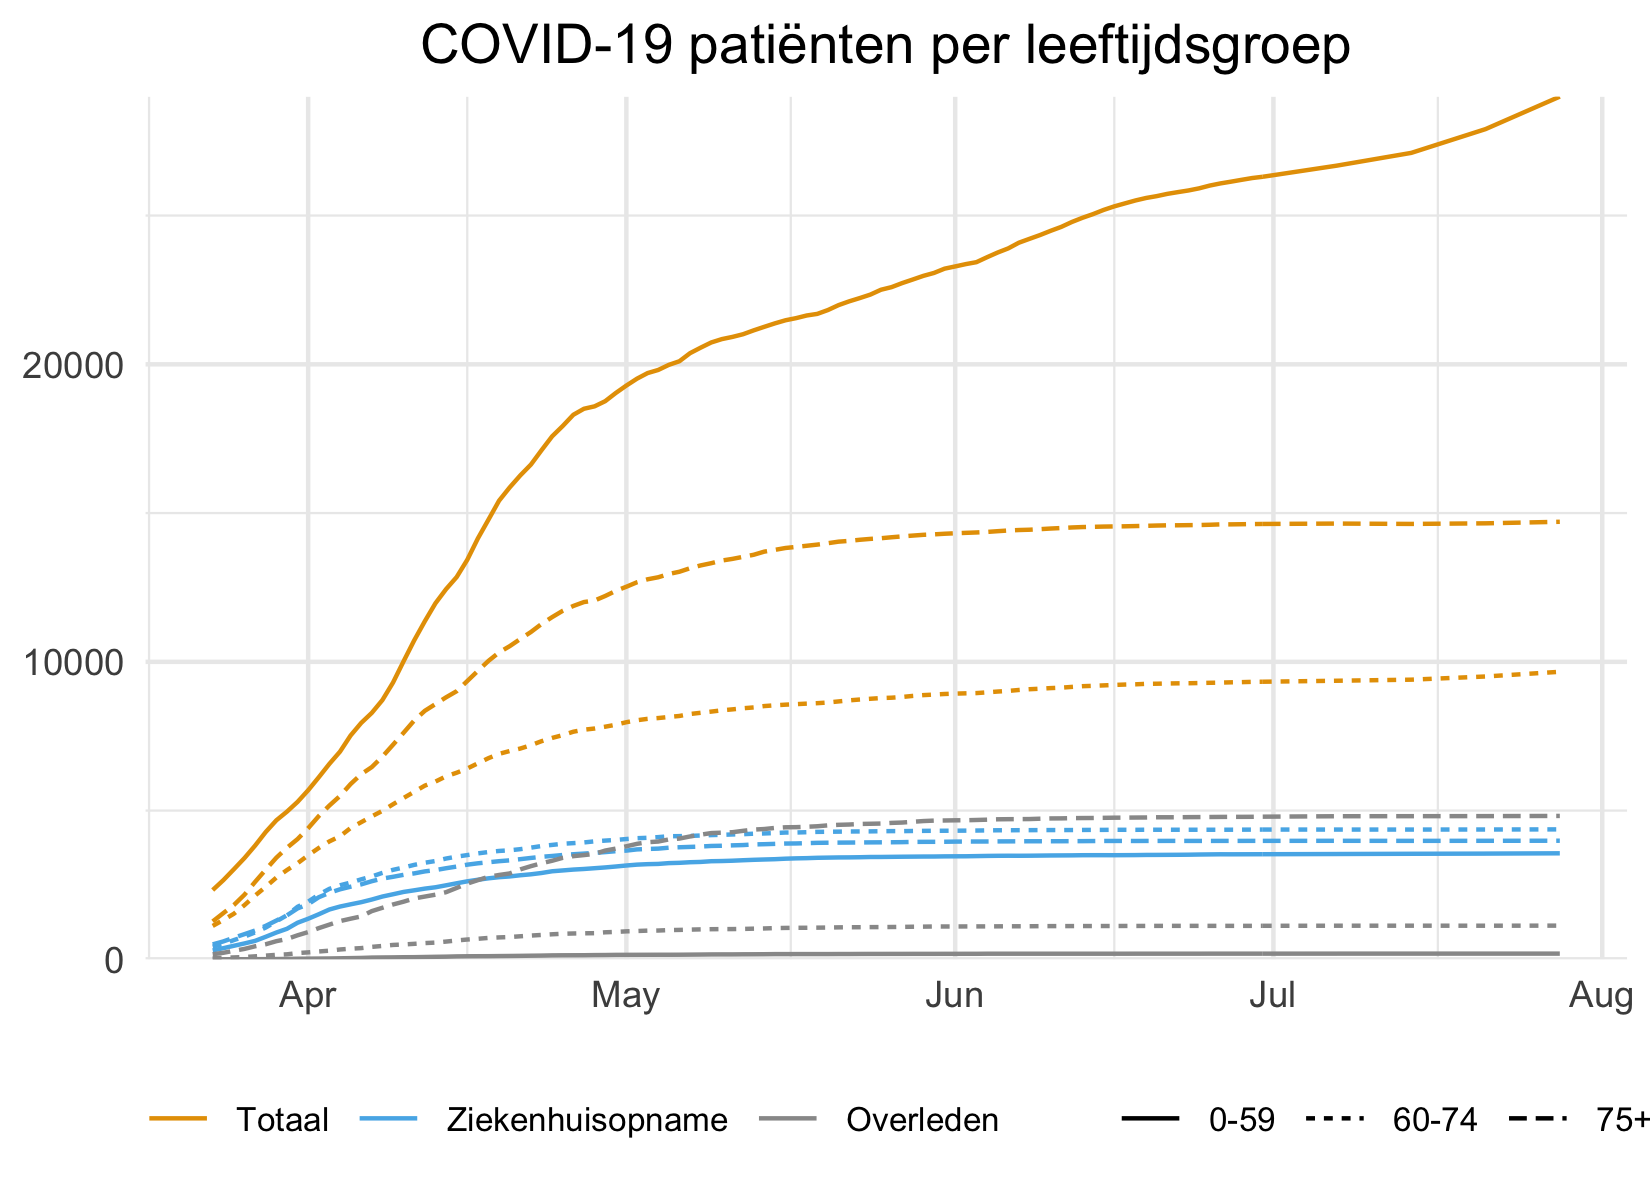 COVID-19 patiënten per leeftijdsgroep
20000
10000
0
Apr May Jun Jul Aug
Totaal Ziekenhuisopname Overleden 0-59 60-74 75+